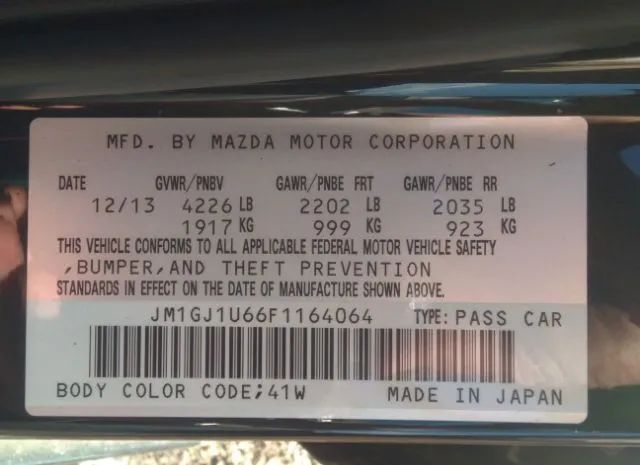 MFD. BY MAZDA MOTOR CORPORATION
DATE GVWR/PNBV GAWR/PNBE FRT GAWR/PNBE RR
12/13 4226 LB 2202 LB 2035 LB
1917 KG 999 KG 923 KG
THIS VEHICLE CONFORMS TO ALL APPLICABLE FEDERAL MOTOR VEHICLE SAFETY
,BUMPER,AND THEFT PREVENTION
STANDARDS IN EFFECT ON THE DATE OF MANUFACTURE SHOWN ABOVE.
JM1GJ1U66F1164064 TYPE: PASS CAR
BODY COLOR CODE;41W MADE IN JAPAN